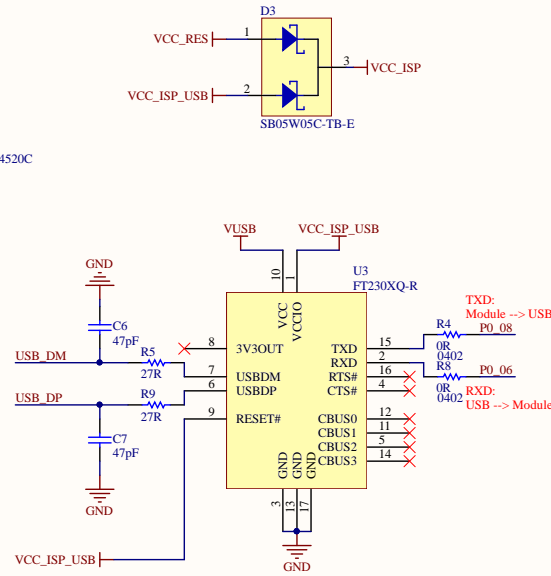 D3
VCC_RES
1
3
VCC_ISP
VCC_ISP_USB
2
SB05W05C-TB-E
4520C
VUSB
VCC_ISP_USB
GND
10
1
U3
FT230XQ-R
VCC
VCCIO
C6
47pF
USB_DM
R5
27R
8
3V3OUT
7
USBDM
6
USBDP
USB_DP
R9
27R
9
RESET#
C7
47pF
GND
TXD
15
RXD
2
RTS#
16
CTS#
4
CBUS0
12
CBUS1
11
CBUS2
5
CBUS3
14
TXD:
Module --> USB
R4
P0_08
0R
0402
R8
P0_06
0R
0402
RXD:
USB --> Module
GND
GND
GND
3
13
17
GND
VCC_ISP_USB